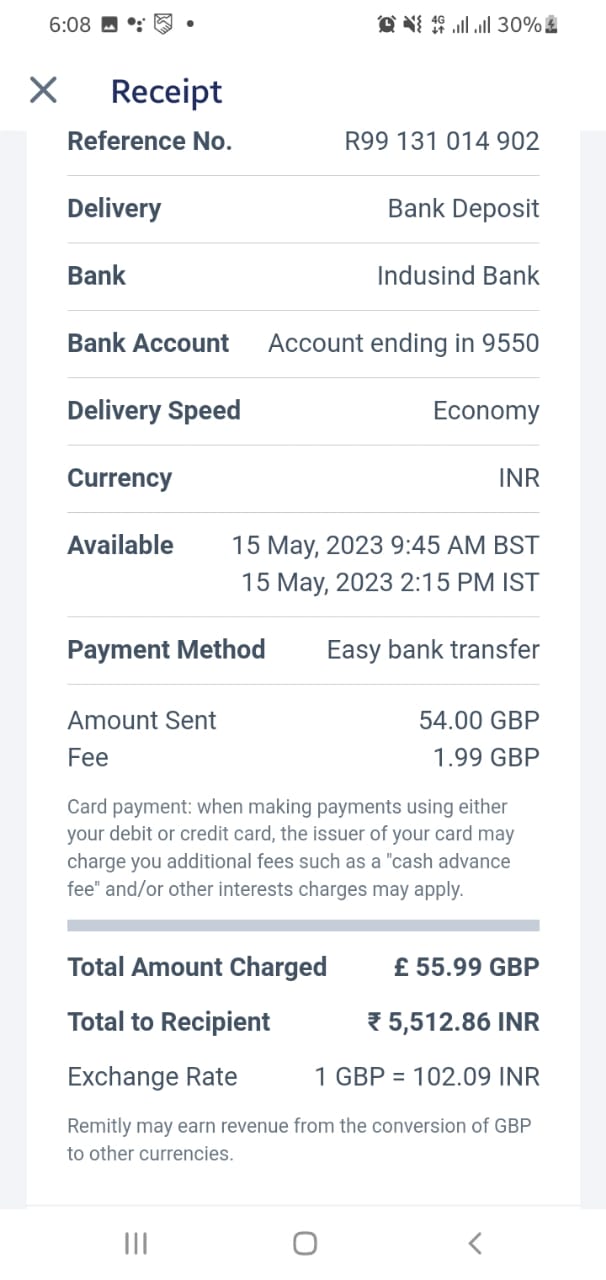 6:08
4G
30%
Receipt
Reference No. R99 131 014 902
Delivery Bank Deposit
Bank Indusind Bank
Bank Account Account ending in 9550
Delivery Speed Economy
Currency INR
Available 15 May, 2023 9:45 AM BST
15 May, 2023 2:15 PM IST
Payment Method Easy bank transfer
Amount Sent 54.00 GBP
Fee 1.99 GBP
Card payment: when making payments using either
your debit or credit card, the issuer of your card may
charge you additional fees such as a "cash advance
fee" and/or other interests charges may apply.
Total Amount Charged £ 55.99 GBP
Total to Recipient ₹ 5,512.86 INR
Exchange Rate 1 GBP = 102.09 INR
Remitly may earn revenue from the conversion of GBP
to other currencies.